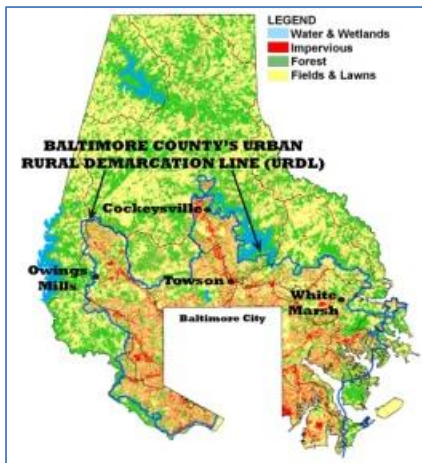 LEGEND
Water & Wetlands
Impervious
Forest
Fields & Lawns
BALTIMORE COUNTY'S URBAN
RURAL DEMARCATION LINE (URDL)
Cockeysville
Owings
Mills
Towson
White
Marsh
Baltimore City